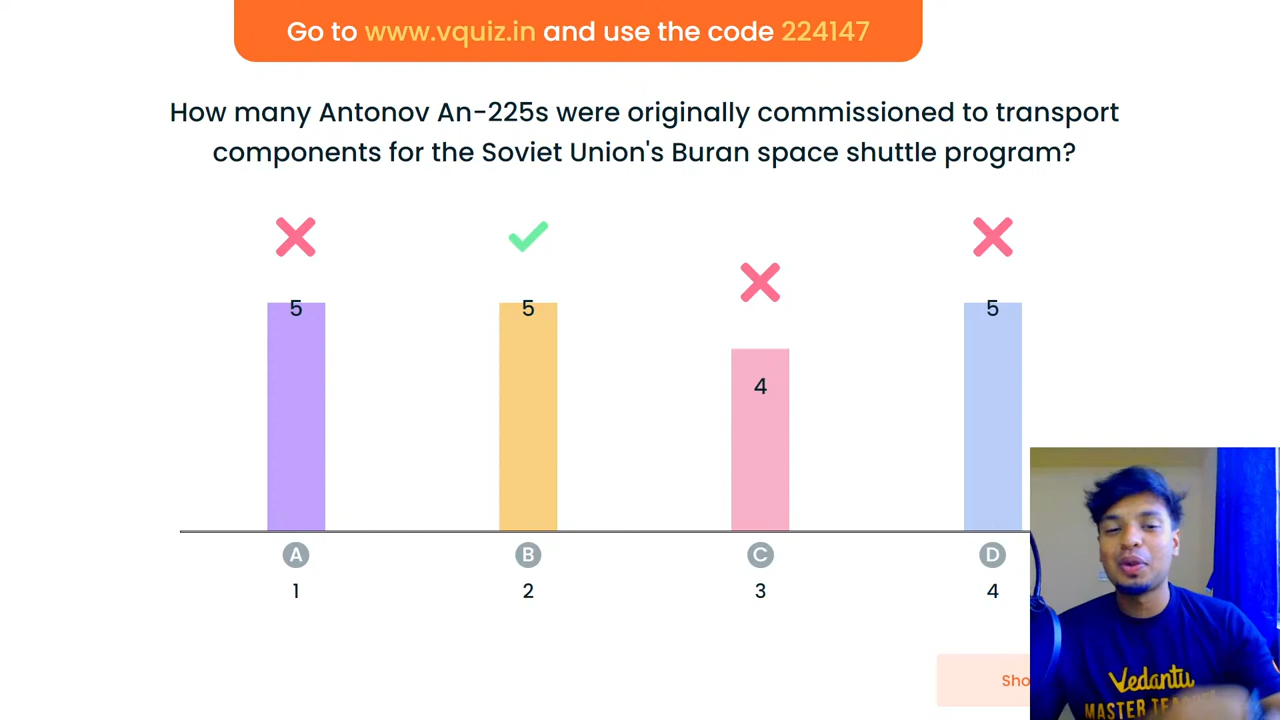 Go to www.vquiz.in and use the code 224147
How many Antonov An-225s were originally commissioned to transport
components for the Soviet Union's Buran space shuttle program?
5
5
4
5
A
B
C
D
1
2
3
4
Sho
Vedantu
MASTER